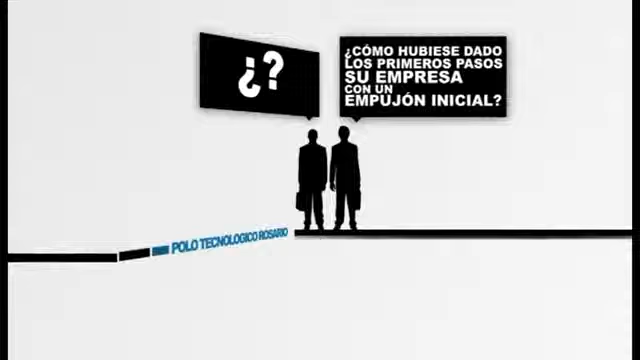 ¿?
¿CÓMO HUBIESE DADO
LOS PRIMEROS PASOS
SU EMPRESA
CON UN
EMPUJÓN INICIAL?
POLO TECNOLOGICO ROSARIO